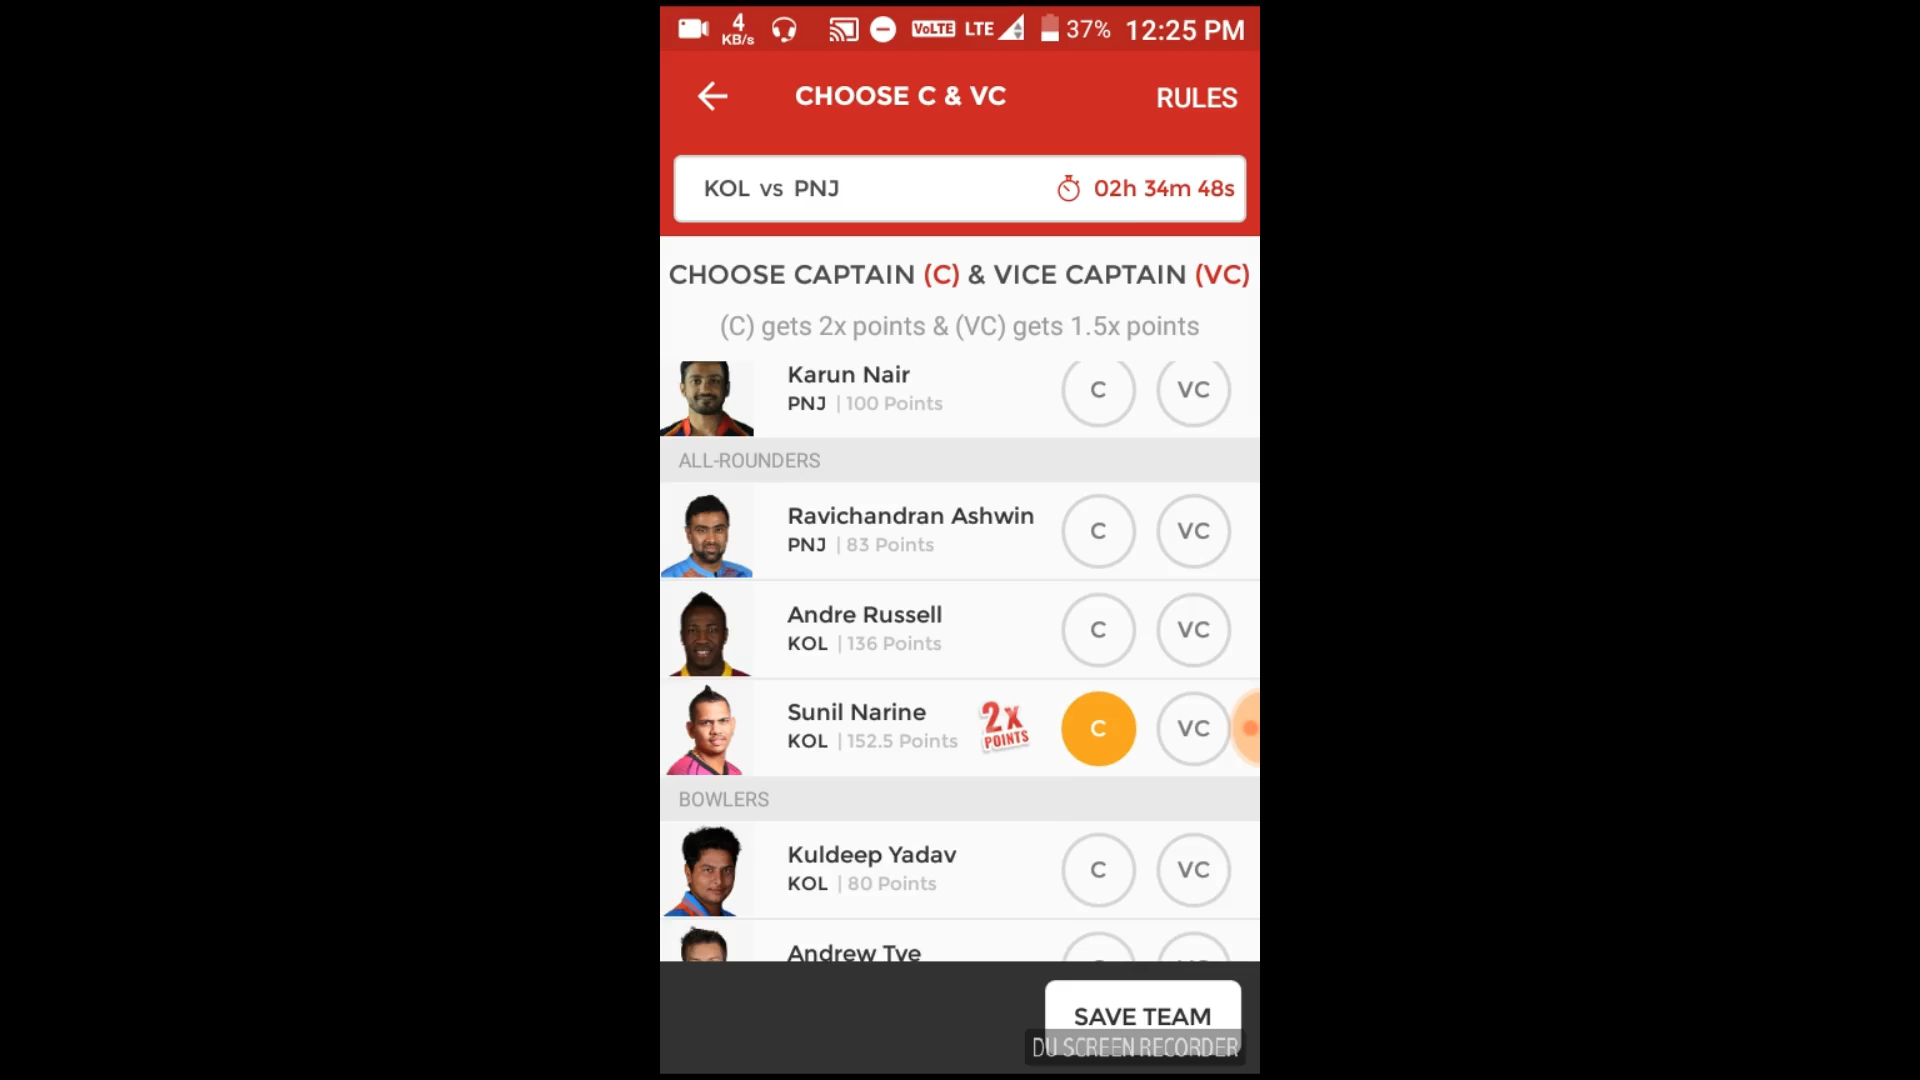 4 KB/s VoLTE LTE 37% 12:25 PM
CHOOSE C & VC RULES
KOL vs PNJ 02h 34m 48s
CHOOSE CAPTAIN (C) & VICE CAPTAIN (VC)
(C) gets 2x points & (VC) gets 1.5x points
Karun Nair
PNJ | 100 Points
C VC
ALL-ROUNDERS
Ravichandran Ashwin
PNJ | 83 Points
C VC
Andre Russell
KOL | 136 Points
C VC
Sunil Narine
KOL | 152.5 Points
2X POINTS
C VC
BOWLERS
Kuldeep Yadav
KOL | 80 Points
C VC
Andrew Tye
SAVE TEAM
DU SCREEN RECORDER